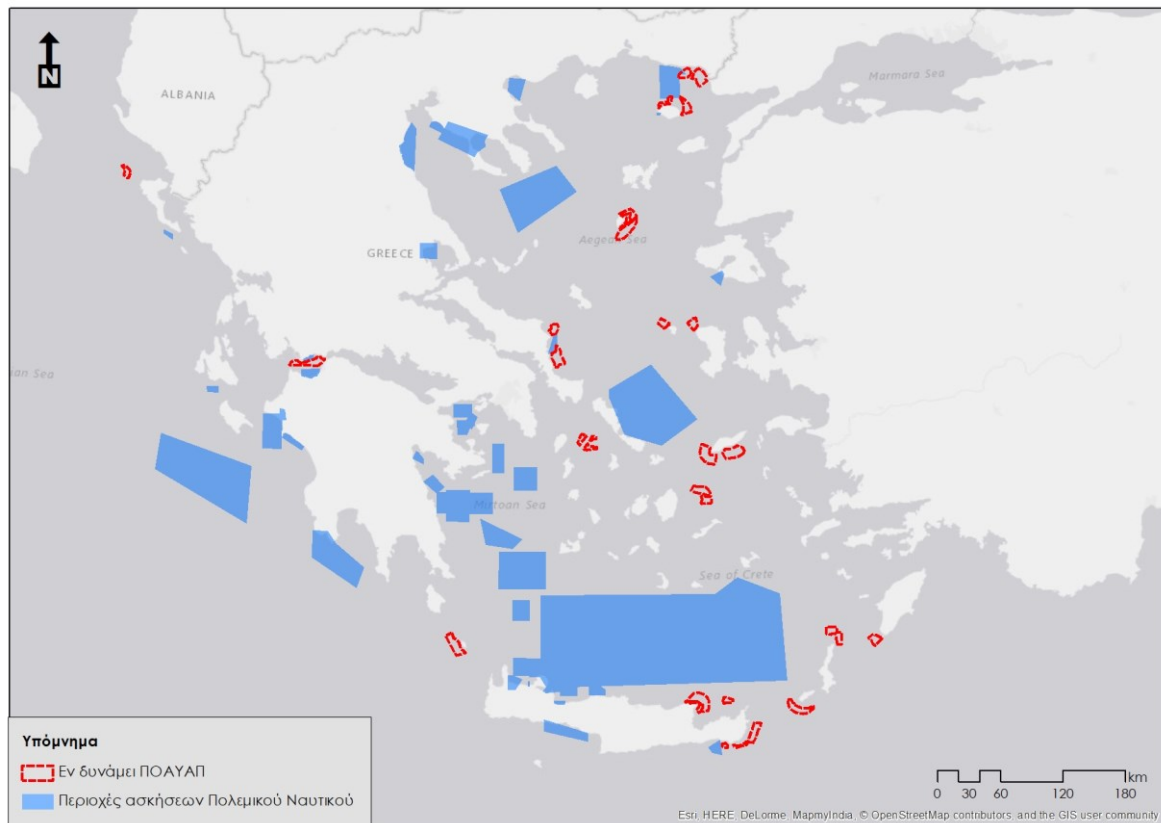 N
ALBANIA
Marmara Sea
GREECE
Aegean Sea
an Sea
Mirtoan Sea
Sea of Crete
Υπόμνημα
Εν δυνάμει ΠΟΑΥΑΠ
Περιοχές ασκήσεων Πολεμικού Ναυτικού
km
0 30 60 120 180
Esri, HERE, DeLorme, MapmyIndia, © OpenStreetMap contributors, and the GIS user community